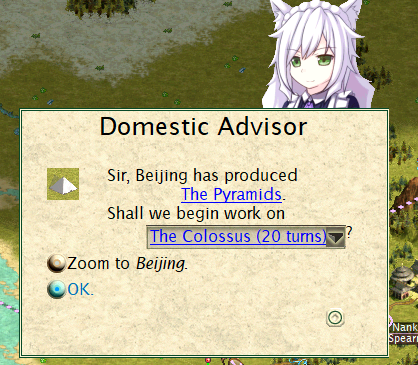 Domestic Advisor
Sir, Beijing has produced
The Pyramids.
Shall we begin work on
The Colossus (20 turns) ?
Zoom to Beijing.
OK.
Nank
Spear